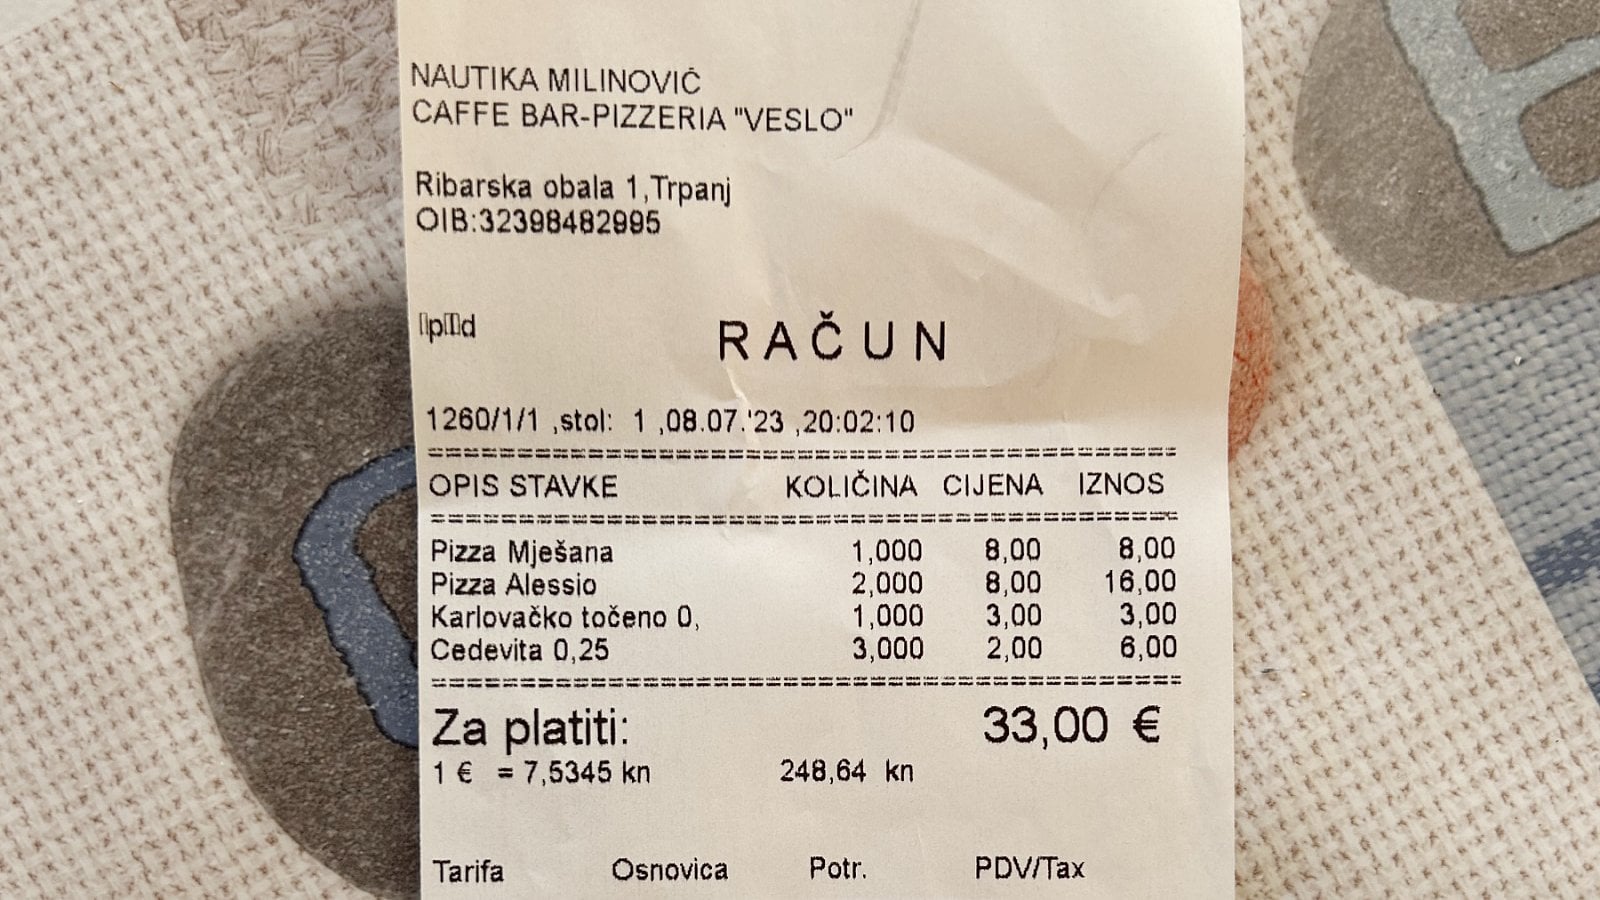 NAUTIKA MILINOVIĆ
CAFFE BAR-PIZZERIA "VESLO"
Ribarska obala 1,Trpanj
OIB:32398482995
RAČUN
1260/1/1 ,stol: 1 ,08.07.'23 ,20:02:10
OPIS STAVKE KOLIČINA CIJENA IZNOS
Pizza Mješana 1,000 8,00 8,00
Pizza Alessio 2,000 8,00 16,00
Karlovačko točeno 0, 1,000 3,00 3,00
Cedevita 0,25 3,000 2,00 6,00
Za platiti: 33,00 €
1 € = 7,5345 kn 248,64 kn
Tarifa Osnovica Potr. PDV/Tax